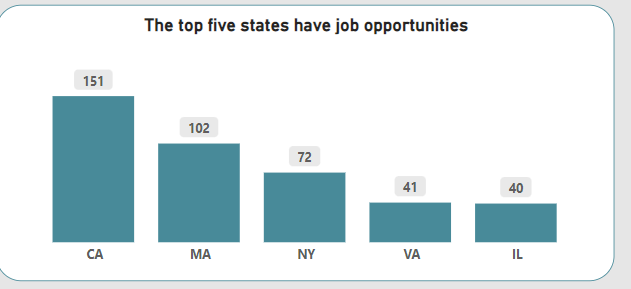 The top five states have job opportunities
151
102
72
41
40
CA MA NY VA IL